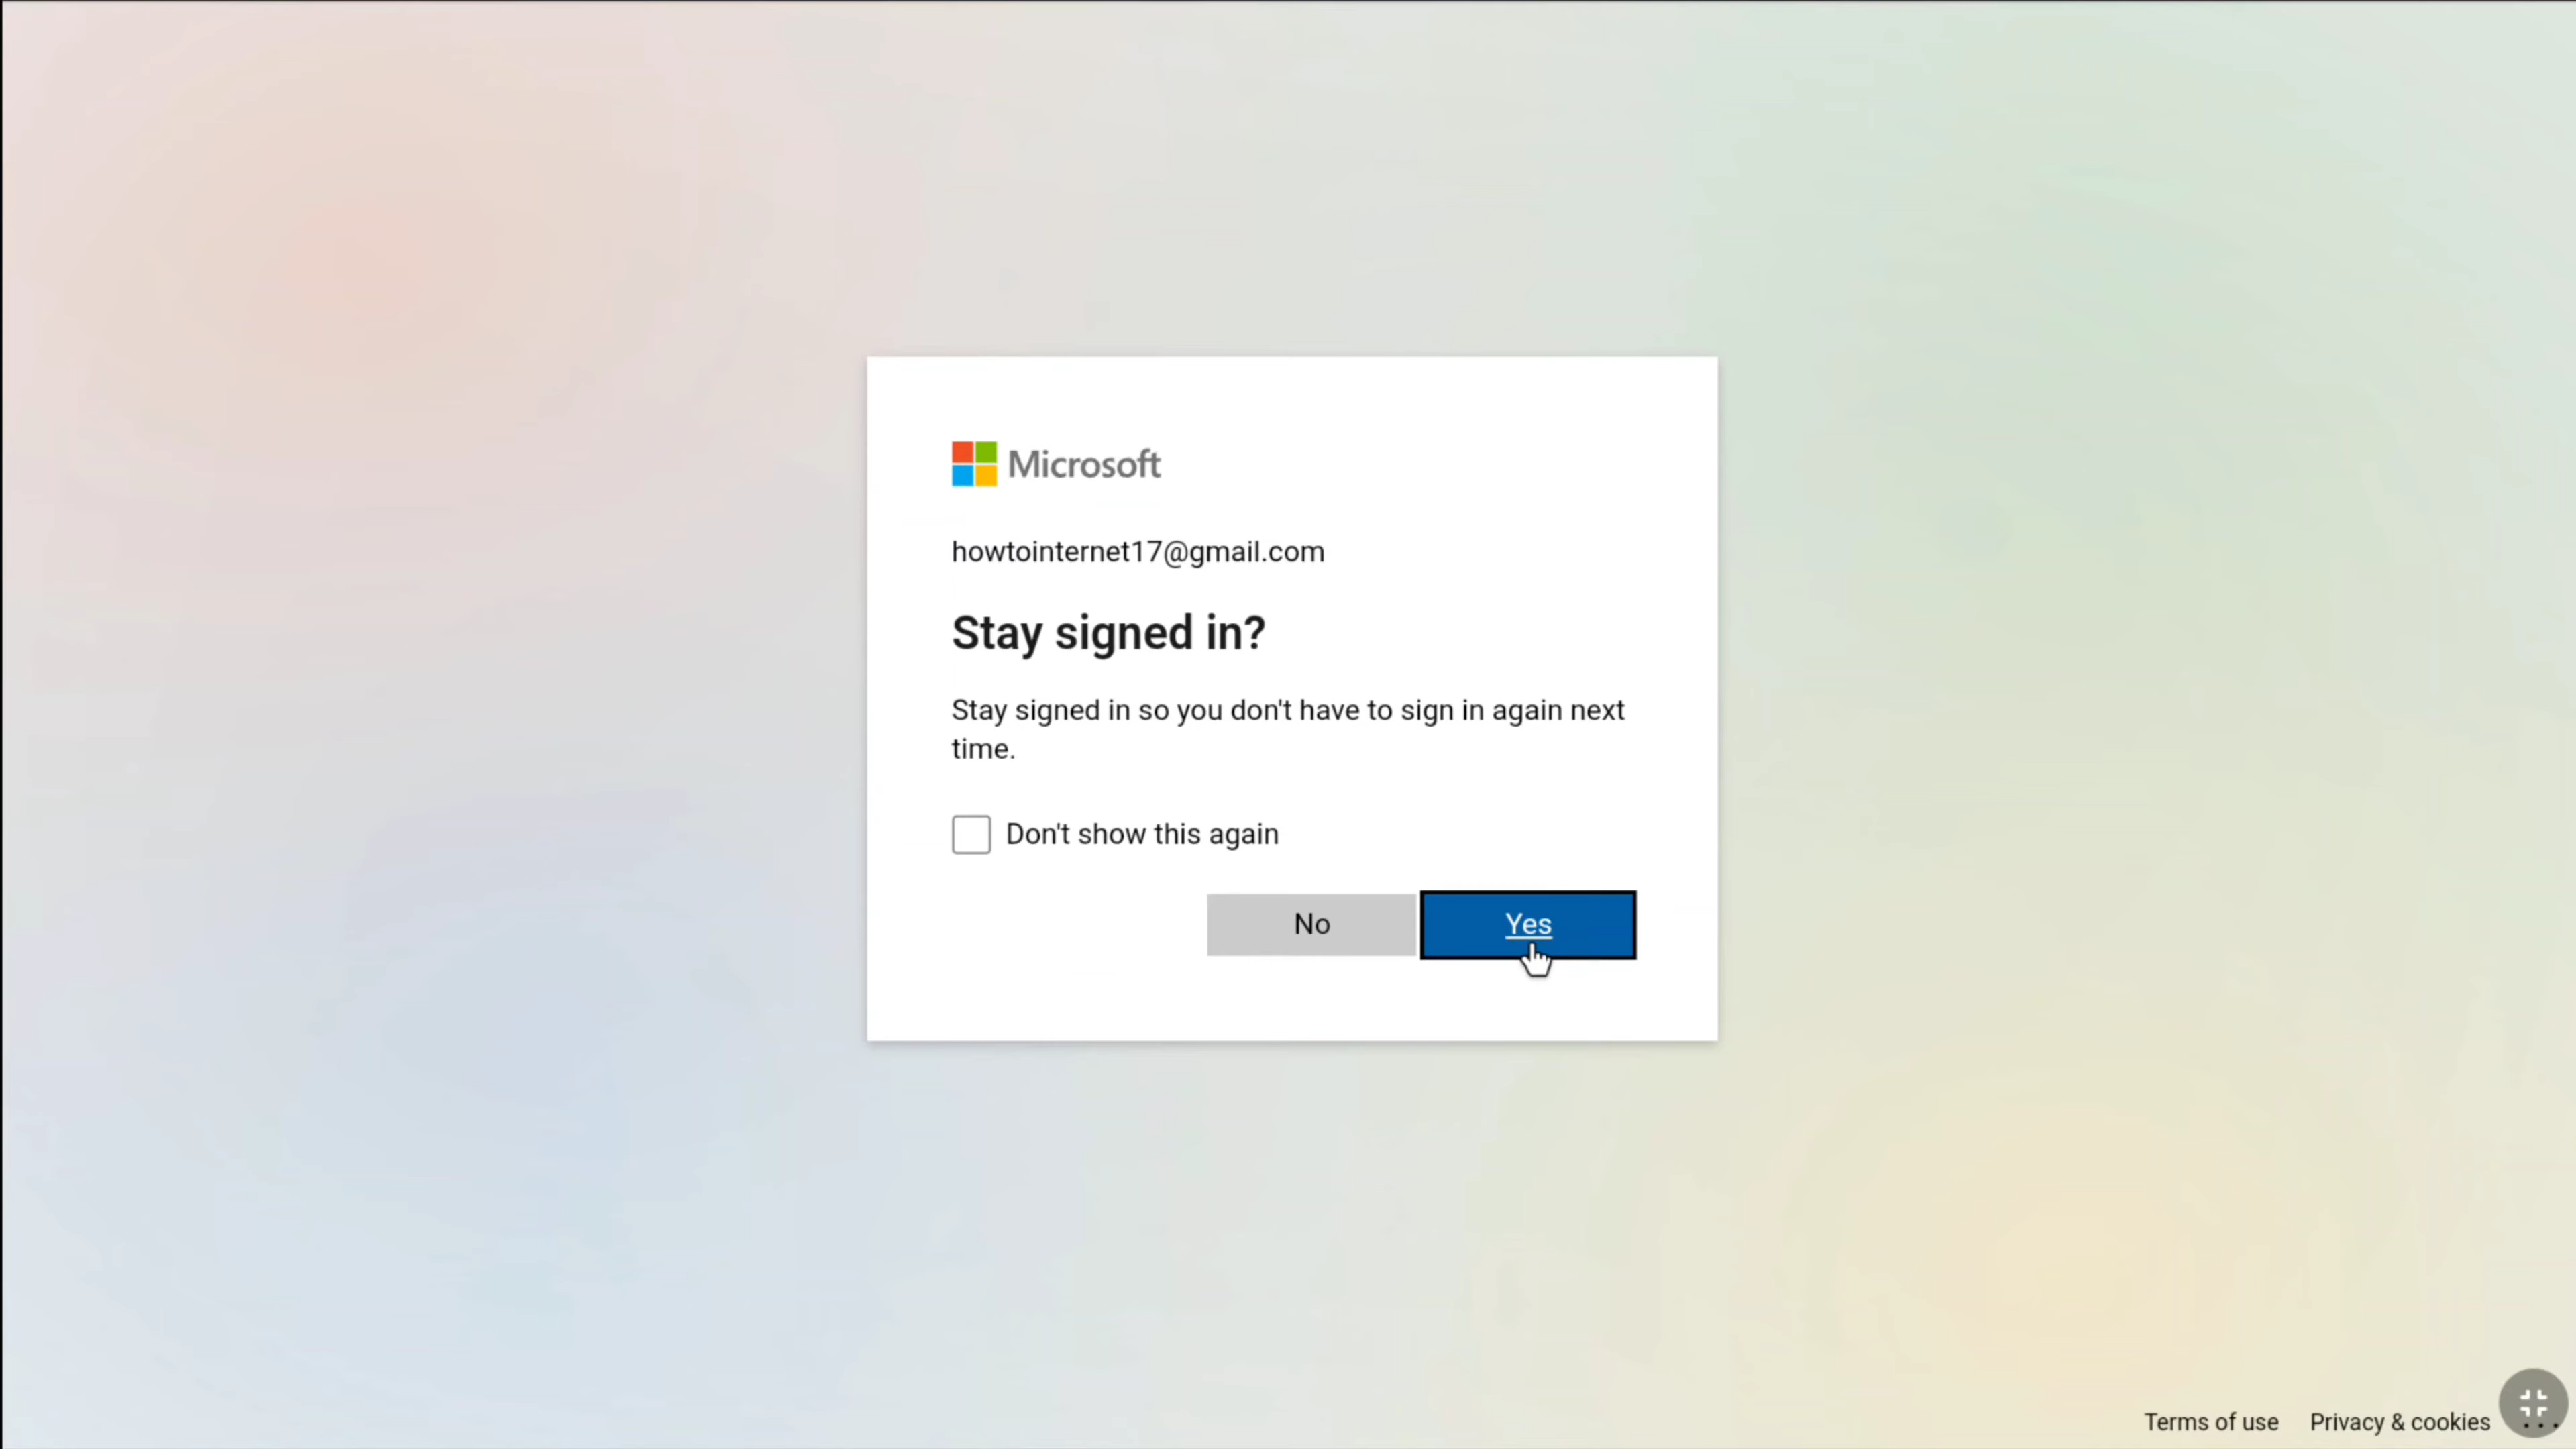 Microsoft
howtointernet17@gmail.com
Stay signed in?
Stay signed in so you don't have to sign in again next
time.
Don't show this again
No
Yes
Terms of use
Privacy & cookies
...